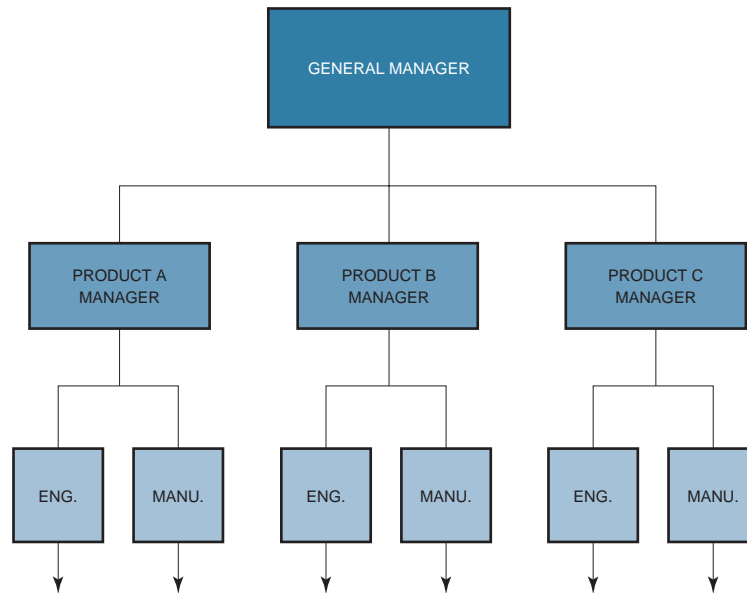 GENERAL MANAGER
PRODUCT A
MANAGER
PRODUCT B
MANAGER
PRODUCT C
MANAGER
ENG.
MANU.
ENG.
MANU.
ENG.
MANU.